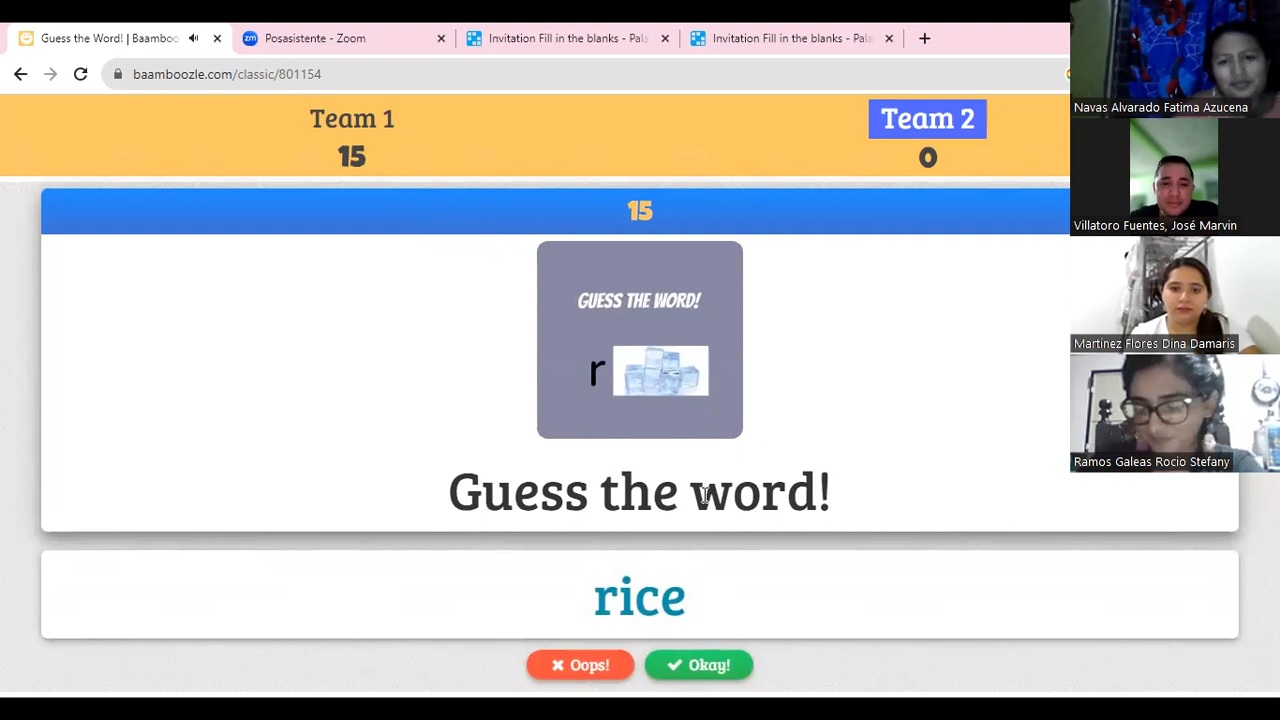 Guess the Word! | Baamboo
Posasistente - Zoom
Invitation Fill in the blanks - Pala
Invitation Fill in the blanks - Pala
baamboozle.com/classic/801154
Team 1
15
Team 2
0
15
GUESS THE WORD!
r
Guess the word!
rice
Oops!
Okay!
Navas Alvarado Fatima Azucena
Villatoro Fuentes, José Marvin
Martinez Flores Dina Damaris
Ramos Galeas Rocio Stefany